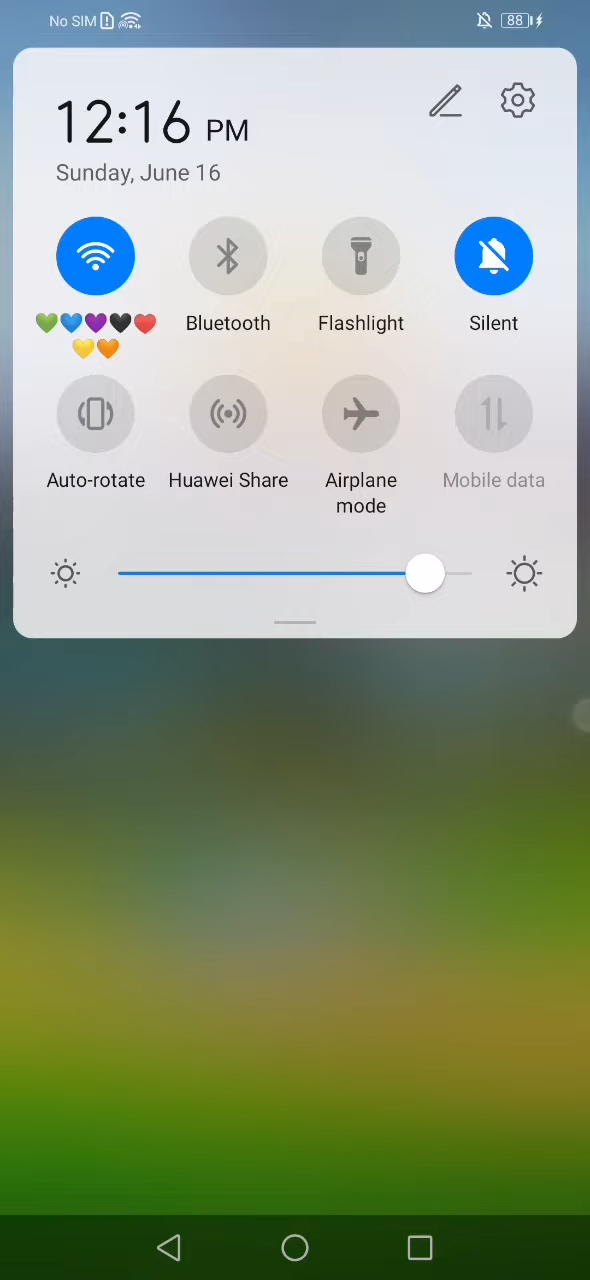 No SIM
88
12:16 PM
Sunday, June 16
💚💙💜🖤❤️
💛🧡
Bluetooth
Flashlight
Silent
Auto-rotate
Huawei Share
Airplane
mode
Mobile data